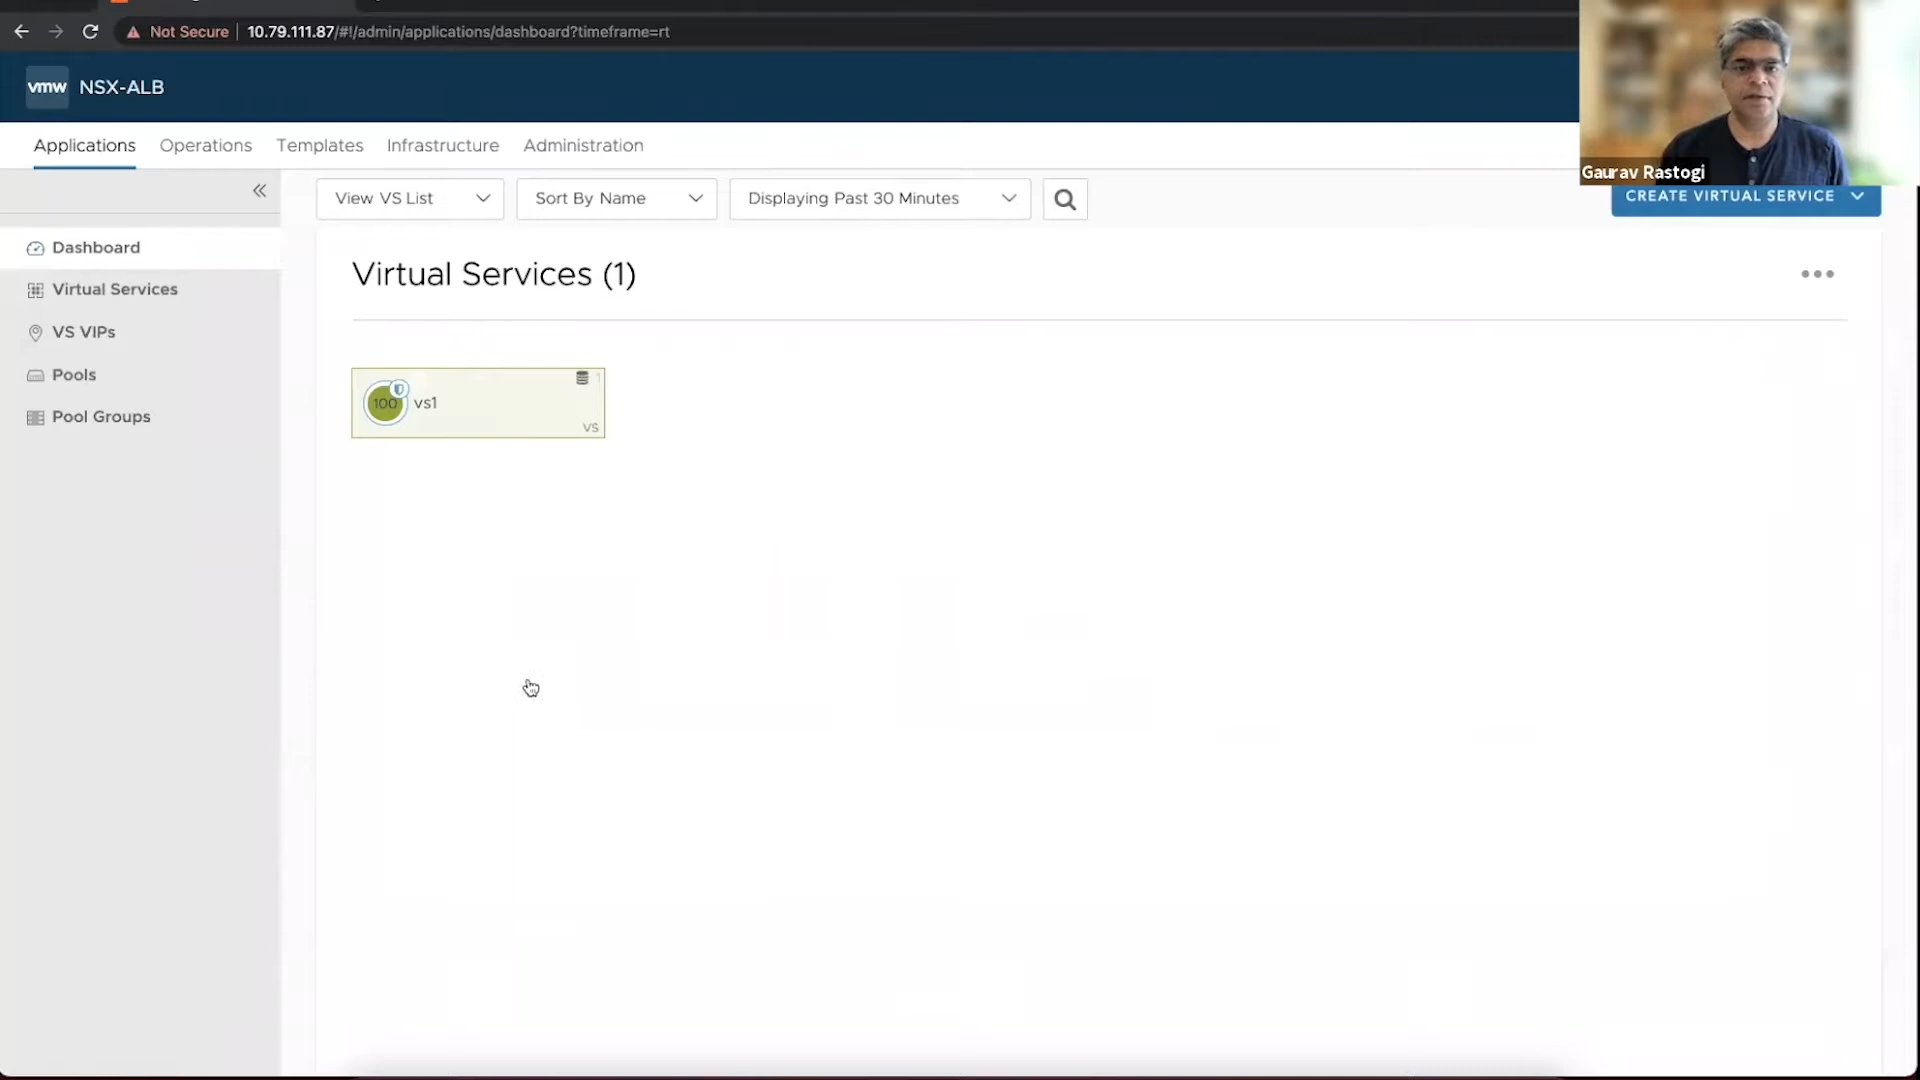 Not Secure 10.79.111.87/#!/admin/applications/dashboard?timeframe=rt
vmw NSX-ALB
Gaurav Rastogi
Applications Operations Templates Infrastructure Administration
View VS List Sort By Name Displaying Past 30 Minutes CREATE VIRTUAL SERVICE
Dashboard
Virtual Services
VS VIPs
Pools
Pool Groups
Virtual Services (1)
1
100 vs1
VS